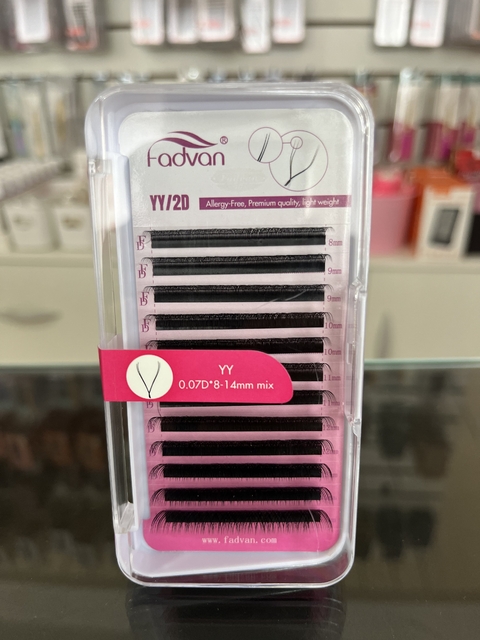 Fadvan®
YY/2D
Allergy-Free, Premium quality, light weight
8mm
9mm
9mm
10mm
10mm
11mm
YY
0.07D*8-14mm mix
www.fadvan.com